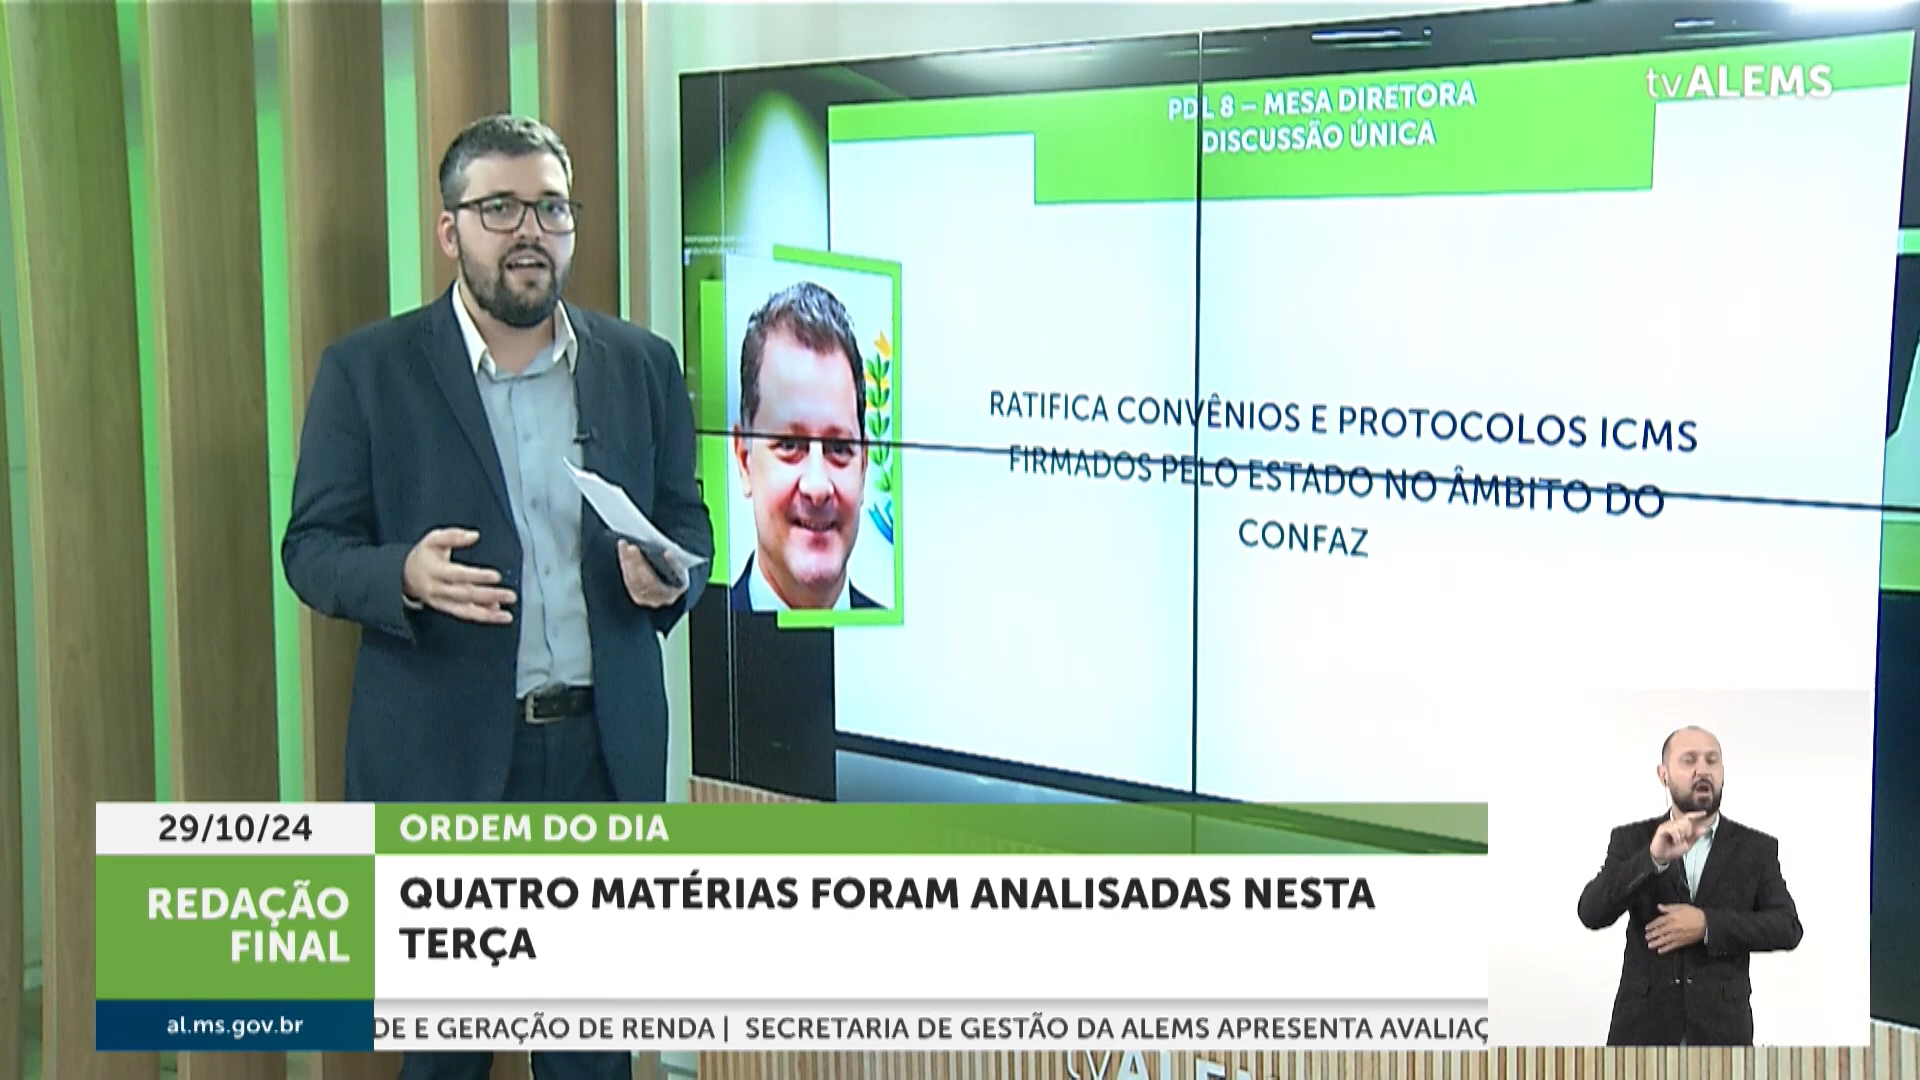 tvALEMS
PDL 8 – MESA DIRETORA
DISCUSSÃO ÚNICA
RATIFICA CONVÊNIOS E PROTOCOLOS ICMS
FIRMADOS PELO ESTADO NO ÂMBITO DO
CONFAZ
29/10/24
ORDEM DO DIA
REDAÇÃO
FINAL
QUATRO MATÉRIAS FORAM ANALISADAS NESTA
TERÇA
al.ms.gov.br
DE E GERAÇÃO DE RENDA | SECRETARIA DE GESTÃO DA ALEMS APRESENTA AVALIAÇ